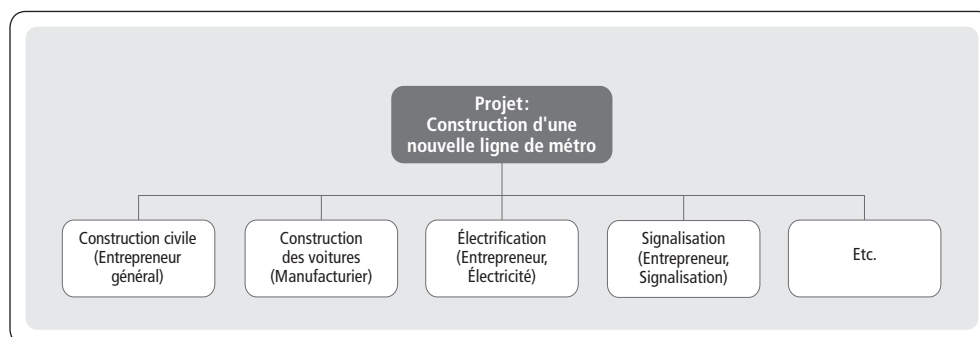 Projet:
Construction d'une
nouvelle ligne de métro
Construction civile
(Entrepreneur
général)
Construction
des voitures
(Manufacturier)
Électrification
(Entrepreneur,
Électricité)
Signalisation
(Entrepreneur,
Signalisation)
Etc.